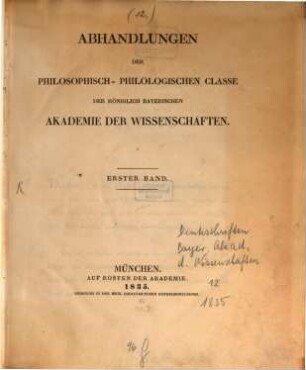 (12.)
ABHANDLUNGEN
DER
PHILOSOPHISCH-PHILOLOGISCHEN CLASSE
DER KÖNIGLICH BAYERISCHEN
AKADEMIE DER WISSENSCHAFTEN.
ERSTER BAND.
R
Denkschriften
bayer. Akad.
d. Wissenschaften
12
1835
MÜNCHEN.
AUF KOSTEN DER AKADEMIE.
1835.